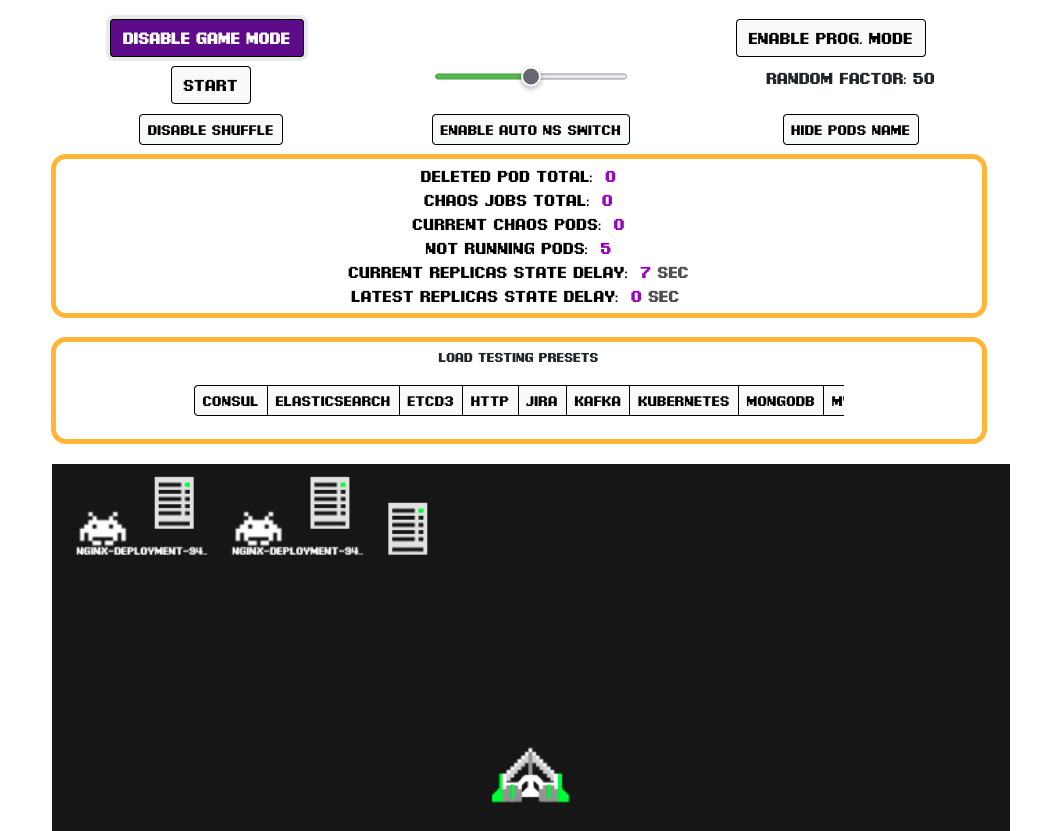 DISABLE GAME MODE
ENABLE PROG. MODE
START
RANDOM FACTOR: 50
DISABLE SHUFFLE
ENABLE AUTO NS SWITCH
HIDE PODS NAME
DELETED POD TOTAL: 0
CHAOS JOBS TOTAL: 0
CURRENT CHAOS PODS: 0
NOT RUNNING PODS: 5
CURRENT REPLICAS STATE DELAY: 7 SEC
LATEST REPLICAS STATE DELAY: 0 SEC
LOAD TESTING PRESETS
CONSUL ELASTICSEARCH ETCD3 HTTP JIRA KAFKA KUBERNETES MONGODB
NGINX-DEPLOYMENT-94.. NGINX-DEPLOYMENT-94..